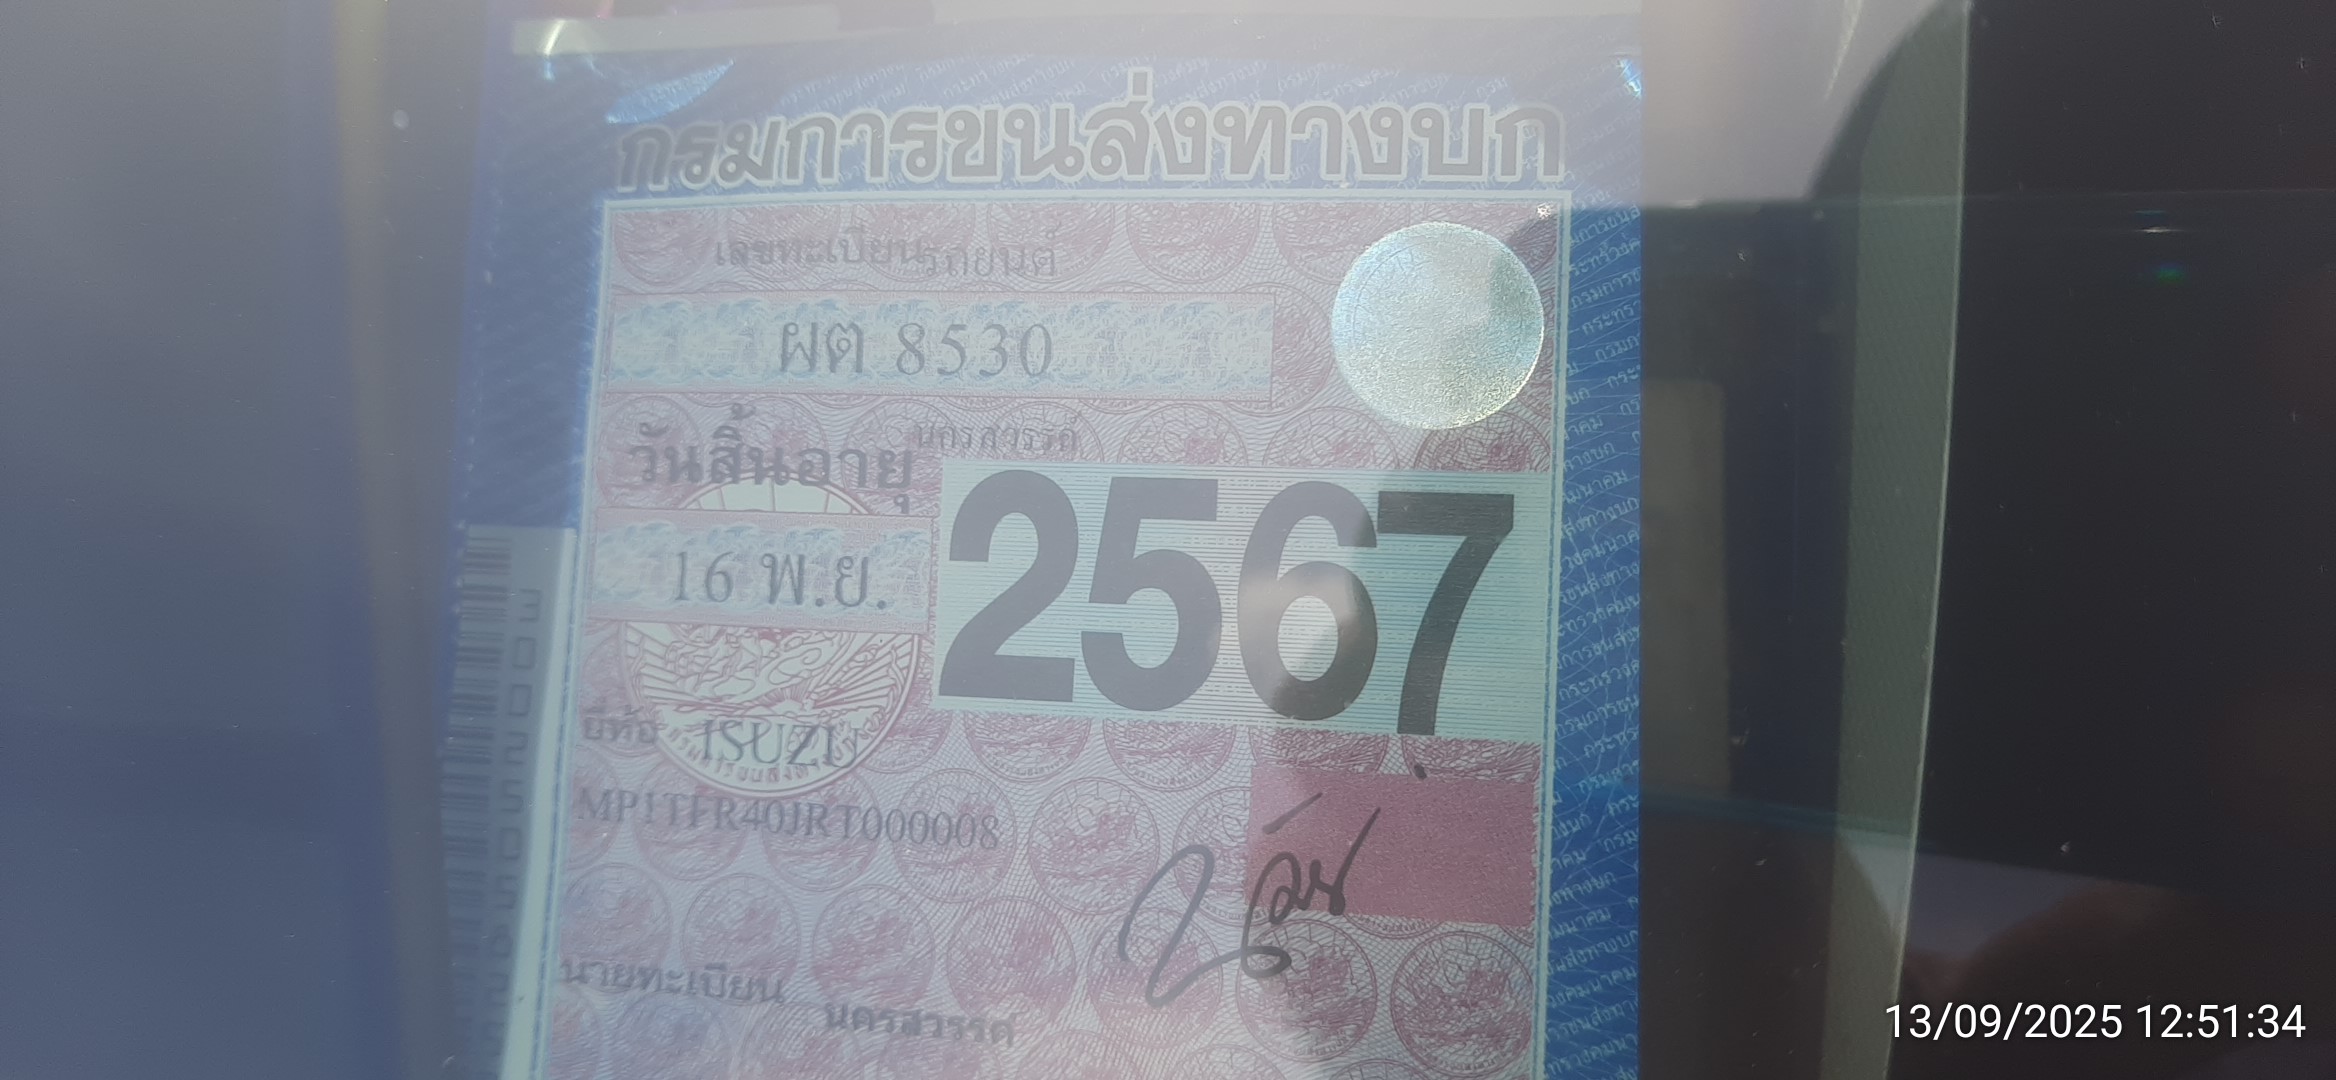 กรมการขนส่งทางบก
เลขทะเบียนรถยนต์
ผต 8530
นครสวรรค์
วันสิ้นอายุ
16 พ.ย. 2567
ยี่ห้อ ISUZU
MP1TFR40JRT000008
นายทะเบียน นครสวรรค์
13/09/2025 12:51:34